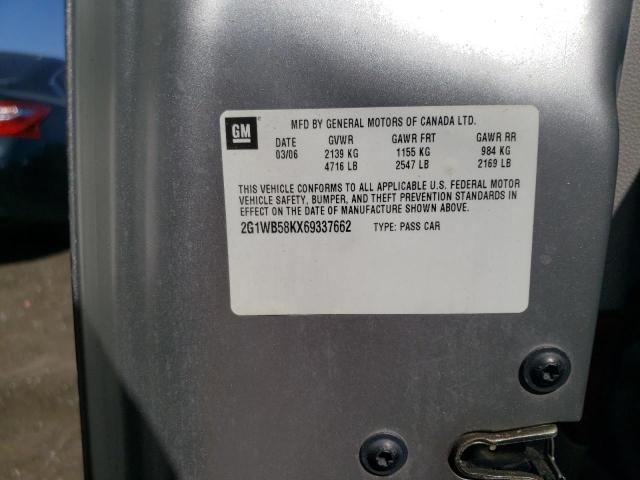 GM
MFD BY GENERAL MOTORS OF CANADA LTD.
DATE GVWR GAWR FRT GAWR RR
03/06 2139 KG 1155 KG 984 KG
4716 LB 2547 LB 2169 LB
THIS VEHICLE CONFORMS TO ALL APPLICABLE U.S. FEDERAL MOTOR
VEHICLE SAFETY, BUMPER, AND THEFT PREVENTION STANDARDS IN
EFFECT ON THE DATE OF MANUFACTURE SHOWN ABOVE.
2G1WB58KX69337662 TYPE: PASS CAR